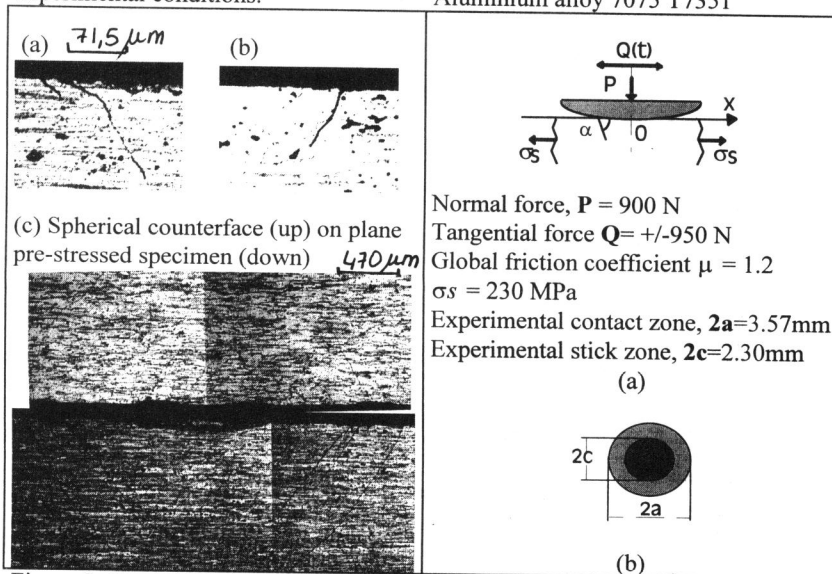 Aluminium alloy 7075 T7351
(a) 71,5 μm (b)
(c) Spherical counterface (up) on plane
pre-stressed specimen (down) 470 μm
Q(t)
P
X
α O
σs σs
Normal force, P = 900 N
Tangential force Q= +/-950 N
Global friction coefficient μ = 1.2
σs = 230 MPa
Experimental contact zone, 2a=3.57mm
Experimental stick zone, 2c=2.30mm
(a)
2c
2a
(b)